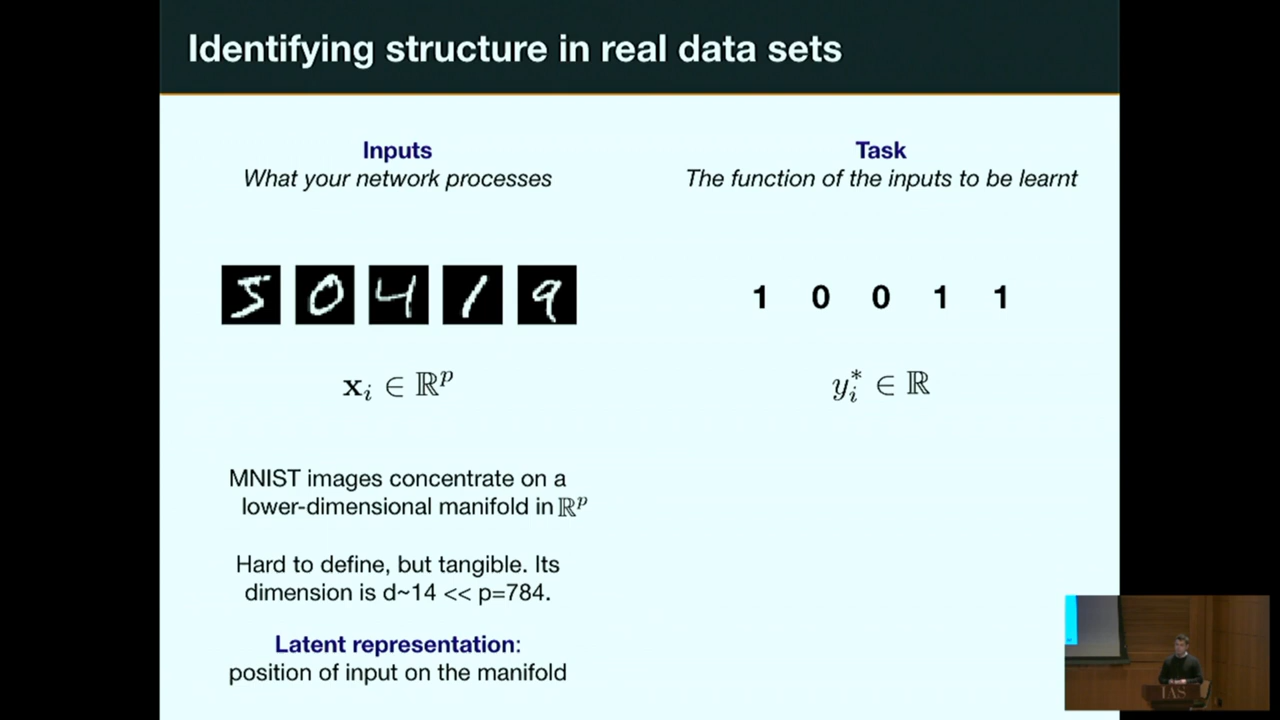 Identifying structure in real data sets
Inputs
What your network processes
Task
The function of the inputs to be learnt
5 0 4 1 9
1 0 0 1 1
𝐱ᵢ ∈ ℝᵖ
yᵢ* ∈ ℝ
MNIST images concentrate on a
lower-dimensional manifold in ℝᵖ
Hard to define, but tangible. Its
dimension is d~14 << p=784.
Latent representation:
position of input on the manifold
IAS